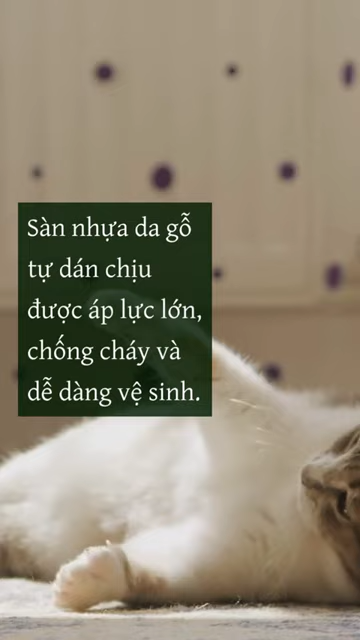 Sàn nhựa da gỗ
tự dán chịu
được áp lực lớn,
chống cháy và
dễ dàng vệ sinh.